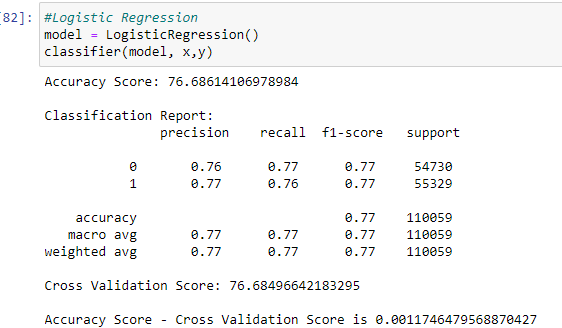 [82]: #Logistic Regression
model = LogisticRegression()
classifier(model, x,y)
Accuracy Score: 76.68614106978984
Classification Report:
precision recall f1-score support
0 0.76 0.77 0.77 54730
1 0.77 0.76 0.77 55329
accuracy 0.77 110059
macro avg 0.77 0.77 0.77 110059
weighted avg 0.77 0.77 0.77 110059
Cross Validation Score: 76.68496642183295
Accuracy Score - Cross Validation Score is 0.0011746479568870427